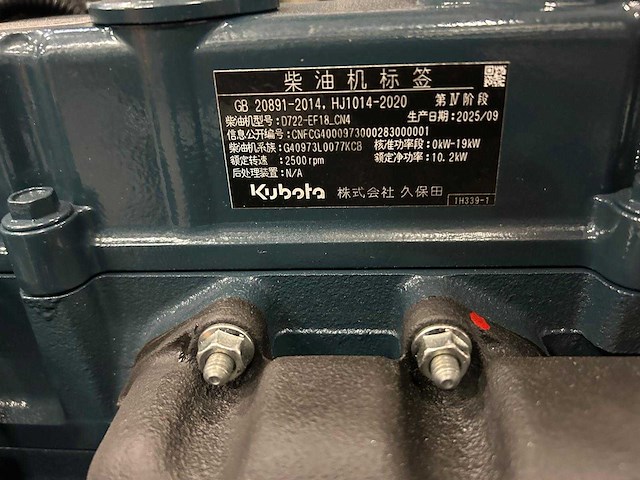 柴油机标签
GB 20891-2014, HJ1014-2020 第Ⅳ阶段
柴油机型号:D722-EF18_CN4 生产日期:2025/09
信息公开编号:CNFCG4000973000283000001
柴油机系族:G40973L0077KCB 核准功率段:0kW-19kW
额定转速 :2500rpm 额定净功率:10.2kW
后处理装置:N/A
Kubota 株式会社 久保田
1H339-1